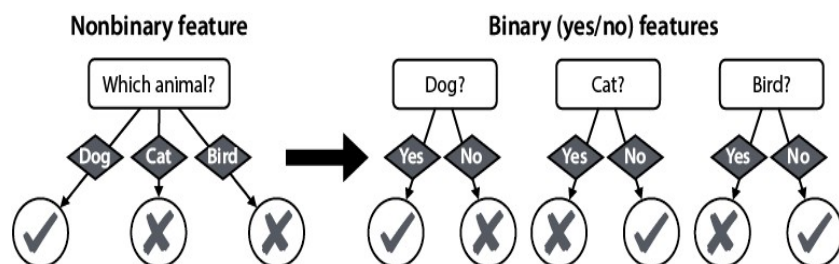 Nonbinary feature
Binary (yes/no) features
Which animal?
Dog?
Cat?
Bird?
Dog
Cat
Bird
Yes
No
Yes
No
Yes
No